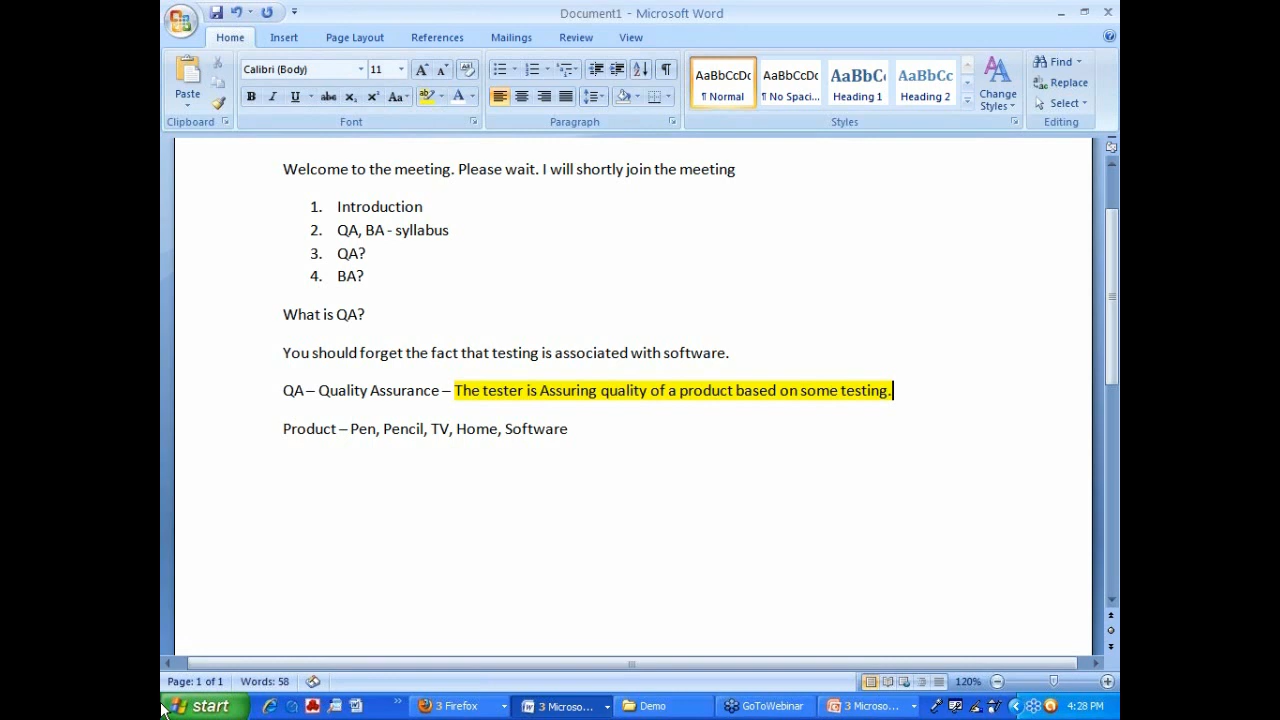 Document1 - Microsoft Word
Home Insert Page Layout References Mailings Review View
Paste
Calibri (Body) 11
AaBbCcDc AaBbCcDc AaBbC AaBbCc
¶ Normal ¶ No Spaci... Heading 1 Heading 2
Change Styles
Find
Replace
Select
Clipboard Font Paragraph Styles Editing
Welcome to the meeting. Please wait. I will shortly join the meeting
1. Introduction
2. QA, BA - syllabus
3. QA?
4. BA?
What is QA?
You should forget the fact that testing is associated with software.
QA – Quality Assurance – The tester is Assuring quality of a product based on some testing.
Product – Pen, Pencil, TV, Home, Software
Page: 1 of 1 Words: 58 120%
start 3 Firefox 3 Microso... Demo GoToWebinar 3 Microso... 4:28 PM